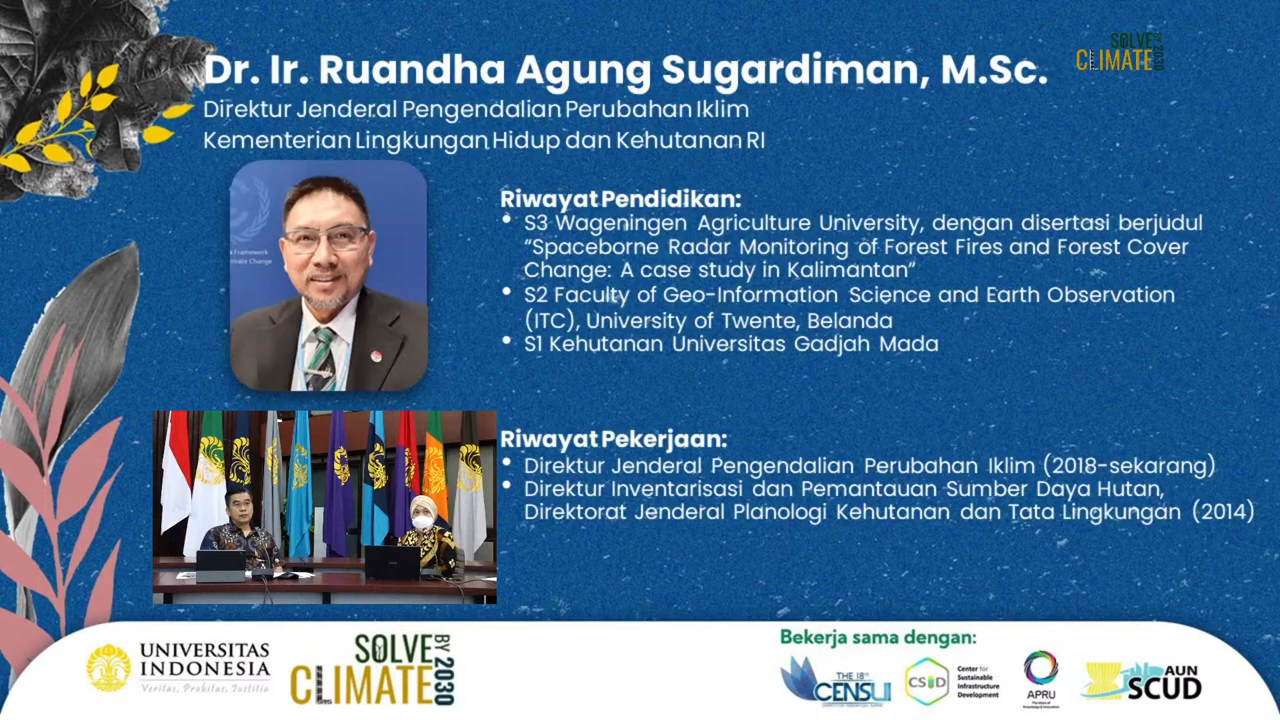 SOLVE
CLIMATE
BY 2030
Dr. Ir. Ruandha Agung Sugardiman, M.Sc.
Direktur Jenderal Pengendalian Perubahan Iklim
Kementerian Lingkungan Hidup dan Kehutanan RI
Framework
Climate Change
Riwayat Pendidikan:
• S3 Wageningen Agriculture University, dengan disertasi berjudul
“Spaceborne Radar Monitoring of Forest Fires and Forest Cover
Change: A case study in Kalimantan”
• S2 Faculty of Geo-Information Science and Earth Observation
(ITC), University of Twente, Belanda
• S1 Kehutanan Universitas Gadjah Mada
Riwayat Pekerjaan:
• Direktur Jenderal Pengendalian Perubahan Iklim (2018-sekarang)
• Direktur Inventarisasi dan Pemantauan Sumber Daya Hutan,
Direktorat Jenderal Planologi Kehutanan dan Tata Lingkungan (2014)
UNIVERSITAS
INDONESIA
Veritas, Probitas, Iustitia
SOLVE
CLIMATE
BY 2030
Bekerja sama dengan:
THE 18th
CENSU
CSiD
Center for
Sustainable
Infrastructure
Development
APRU
AUN
SCUD